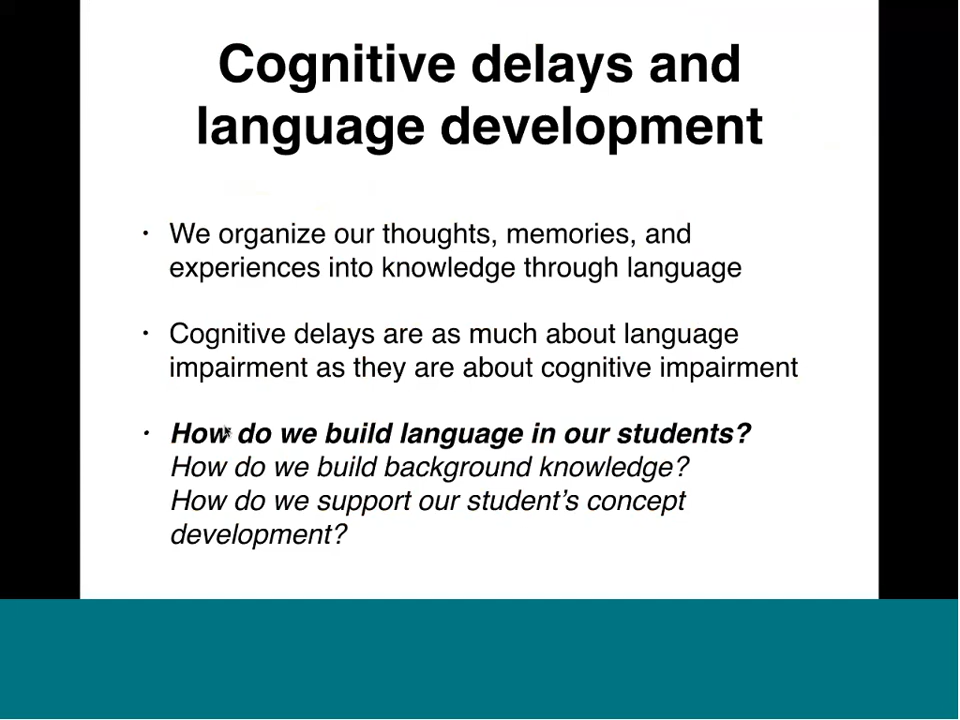 Cognitive delays and
language development
• We organize our thoughts, memories, and
experiences into knowledge through language
• Cognitive delays are as much about language
impairment as they are about cognitive impairment
• How do we build language in our students?
How do we build background knowledge?
How do we support our student’s concept
development?